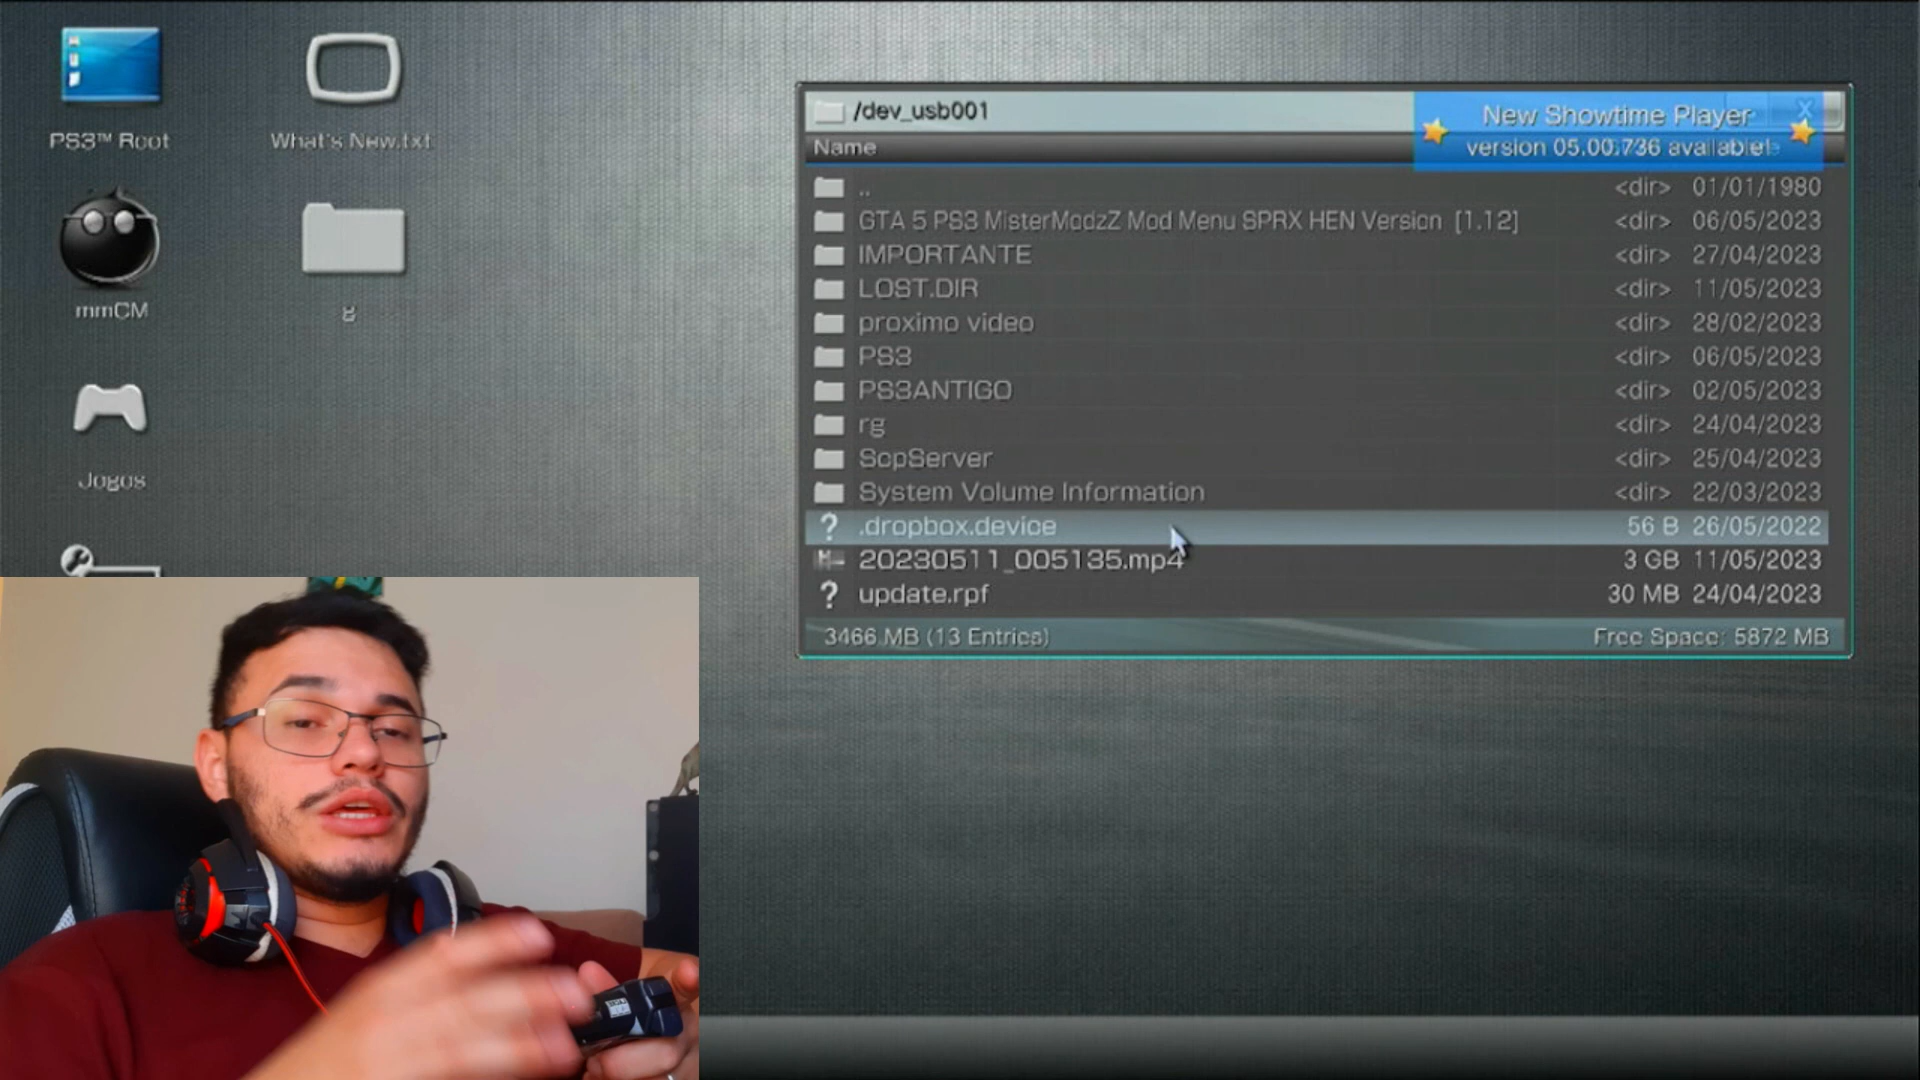 PS3™ Root
What's New.txt
mmCM
g
Jogos
/dev_usb001
New Showtime Player
version 05.00.736 available!
X
Name
.. <dir> 01/01/1980
GTA 5 PS3 MisterModzZ Mod Menu SPRX HEN Version [1.12] <dir> 06/05/2023
IMPORTANTE <dir> 27/04/2023
LOST.DIR <dir> 11/05/2023
proximo video <dir> 28/02/2023
PS3 <dir> 06/05/2023
PS3ANTIGO <dir> 02/05/2023
rg <dir> 24/04/2023
ScpServer <dir> 25/04/2023
System Volume Information <dir> 22/03/2023
? .dropbox.device 56 B 26/05/2022
20230511_005135.mp4 3 GB 11/05/2023
? update.rpf 30 MB 24/04/2023
3466 MB (13 Entries) Free Space: 5872 MB